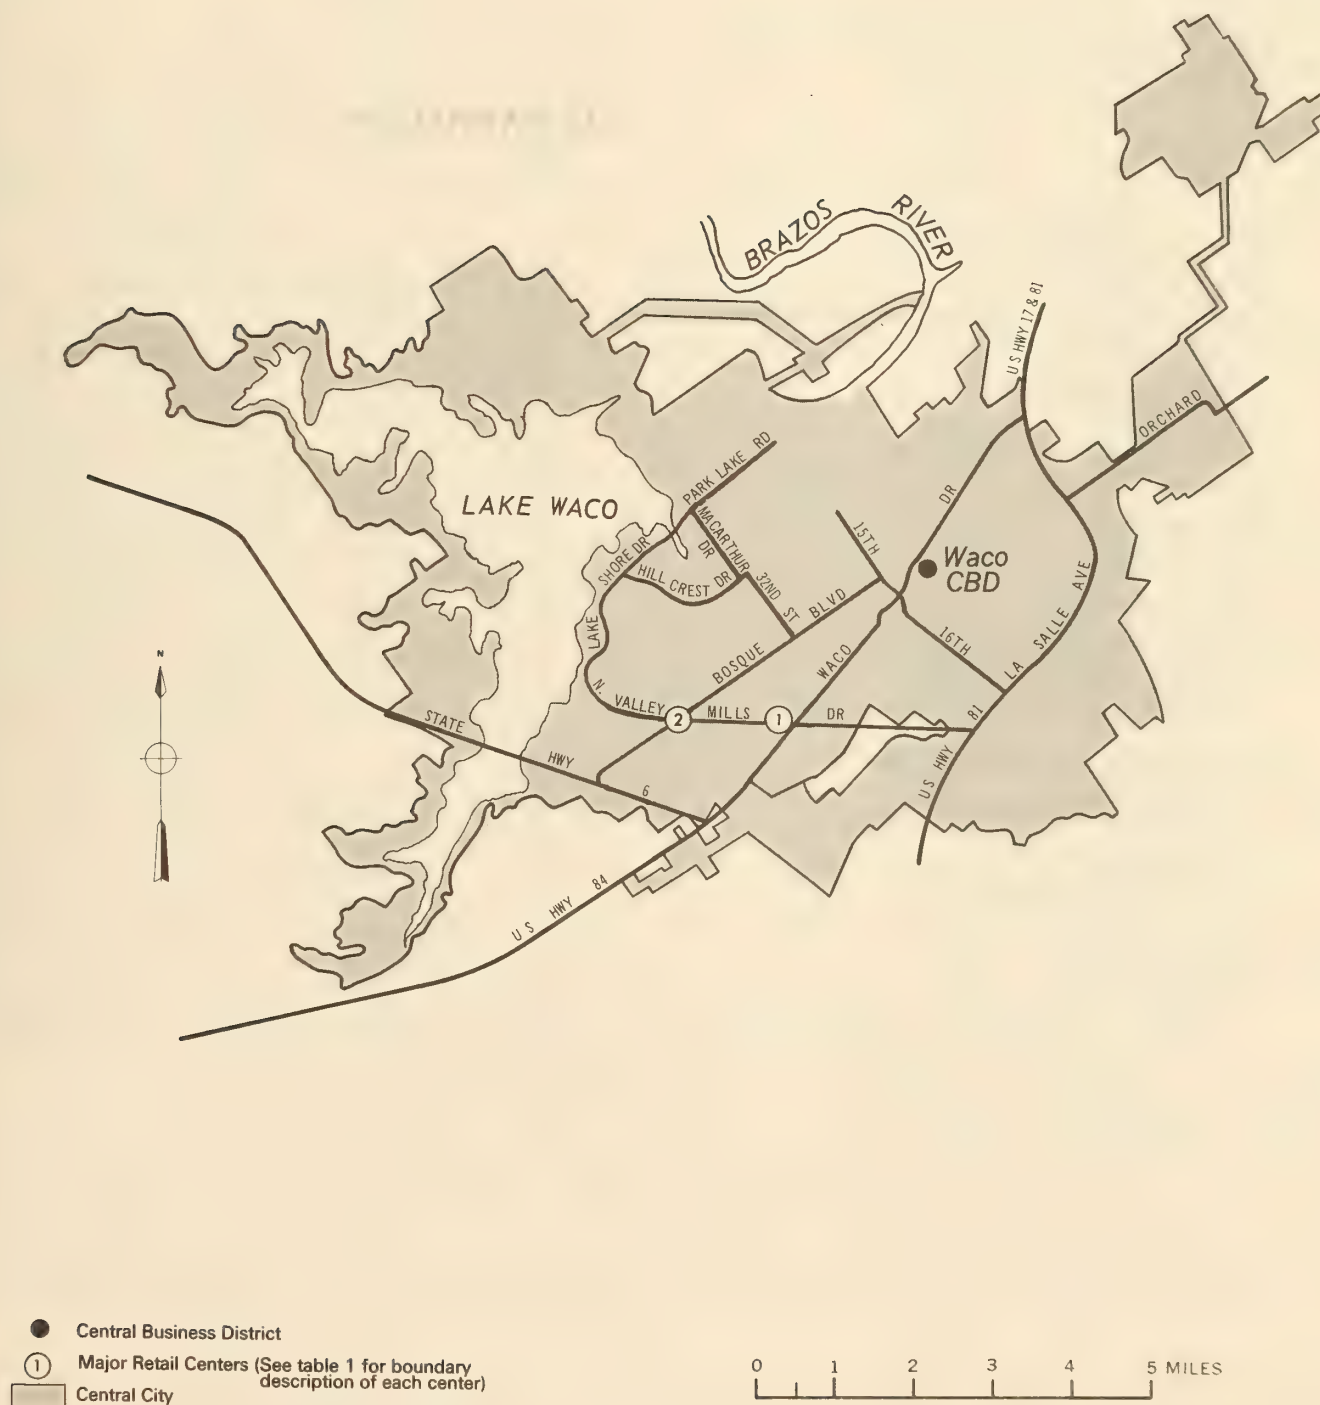 BRAZOS RIVER
US HWY 17 & 81
ORCHARD
PARK LAKE RD
LAKE WACO
MACARTHUR DR
DR
15TH
SHORE DR
HILL CREST DR
32ND ST
Waco
CBD
BOSQUE BLVD
LA SALLE AVE
LAKE
16TH
WACO
N
N. VALLEY MILLS DR
2
1
81
STATE HWY 6
US HWY
US HWY 84
Central Business District
1 Major Retail Centers (See table 1 for boundary
description of each center)
Central City
0 1 2 3 4 5 MILES